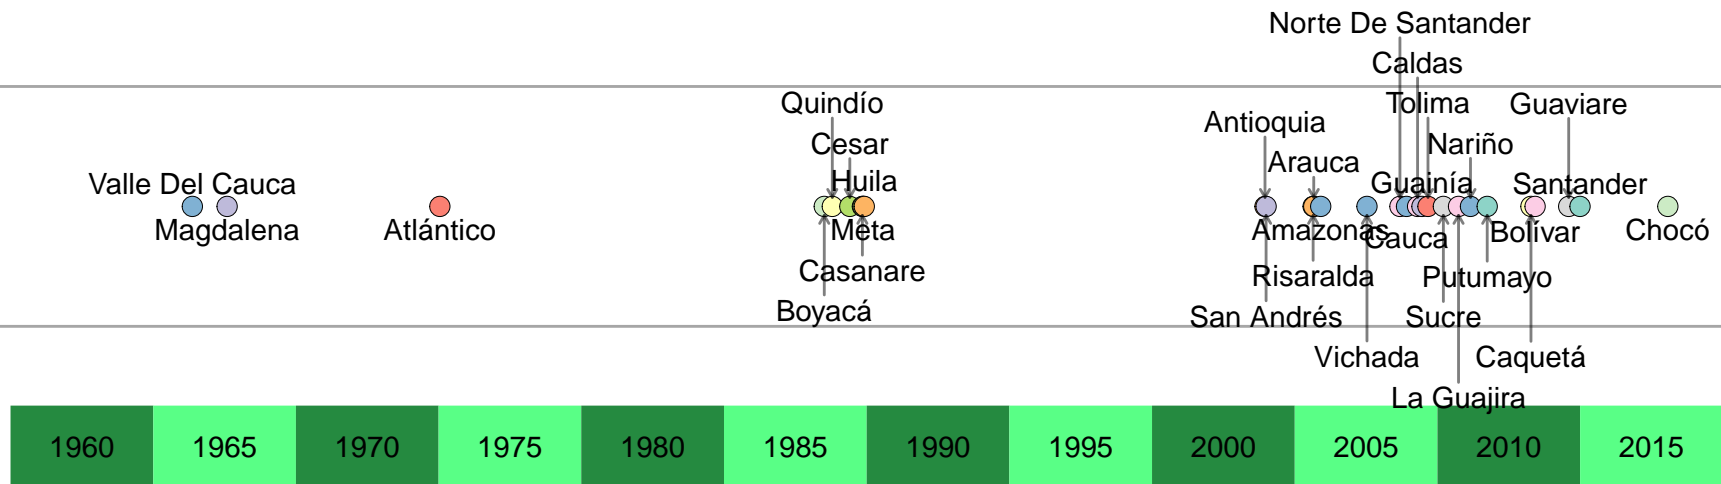 Norte De Santander
Caldas
Quindío
Tolima
Guaviare
Antioquia
Cesar
Nariño
Arauca
Valle Del Cauca
Huila
Guainía
Santander
Magdalena
Atlántico
Meta
Amazonas
Cauca
Bolívar
Chocó
Casanare
Risaralda
Putumayo
Boyacá
San Andrés
Sucre
Vichada
Caquetá
La Guajira
1960 1965 1970 1975 1980 1985 1990 1995 2000 2005 2010 2015